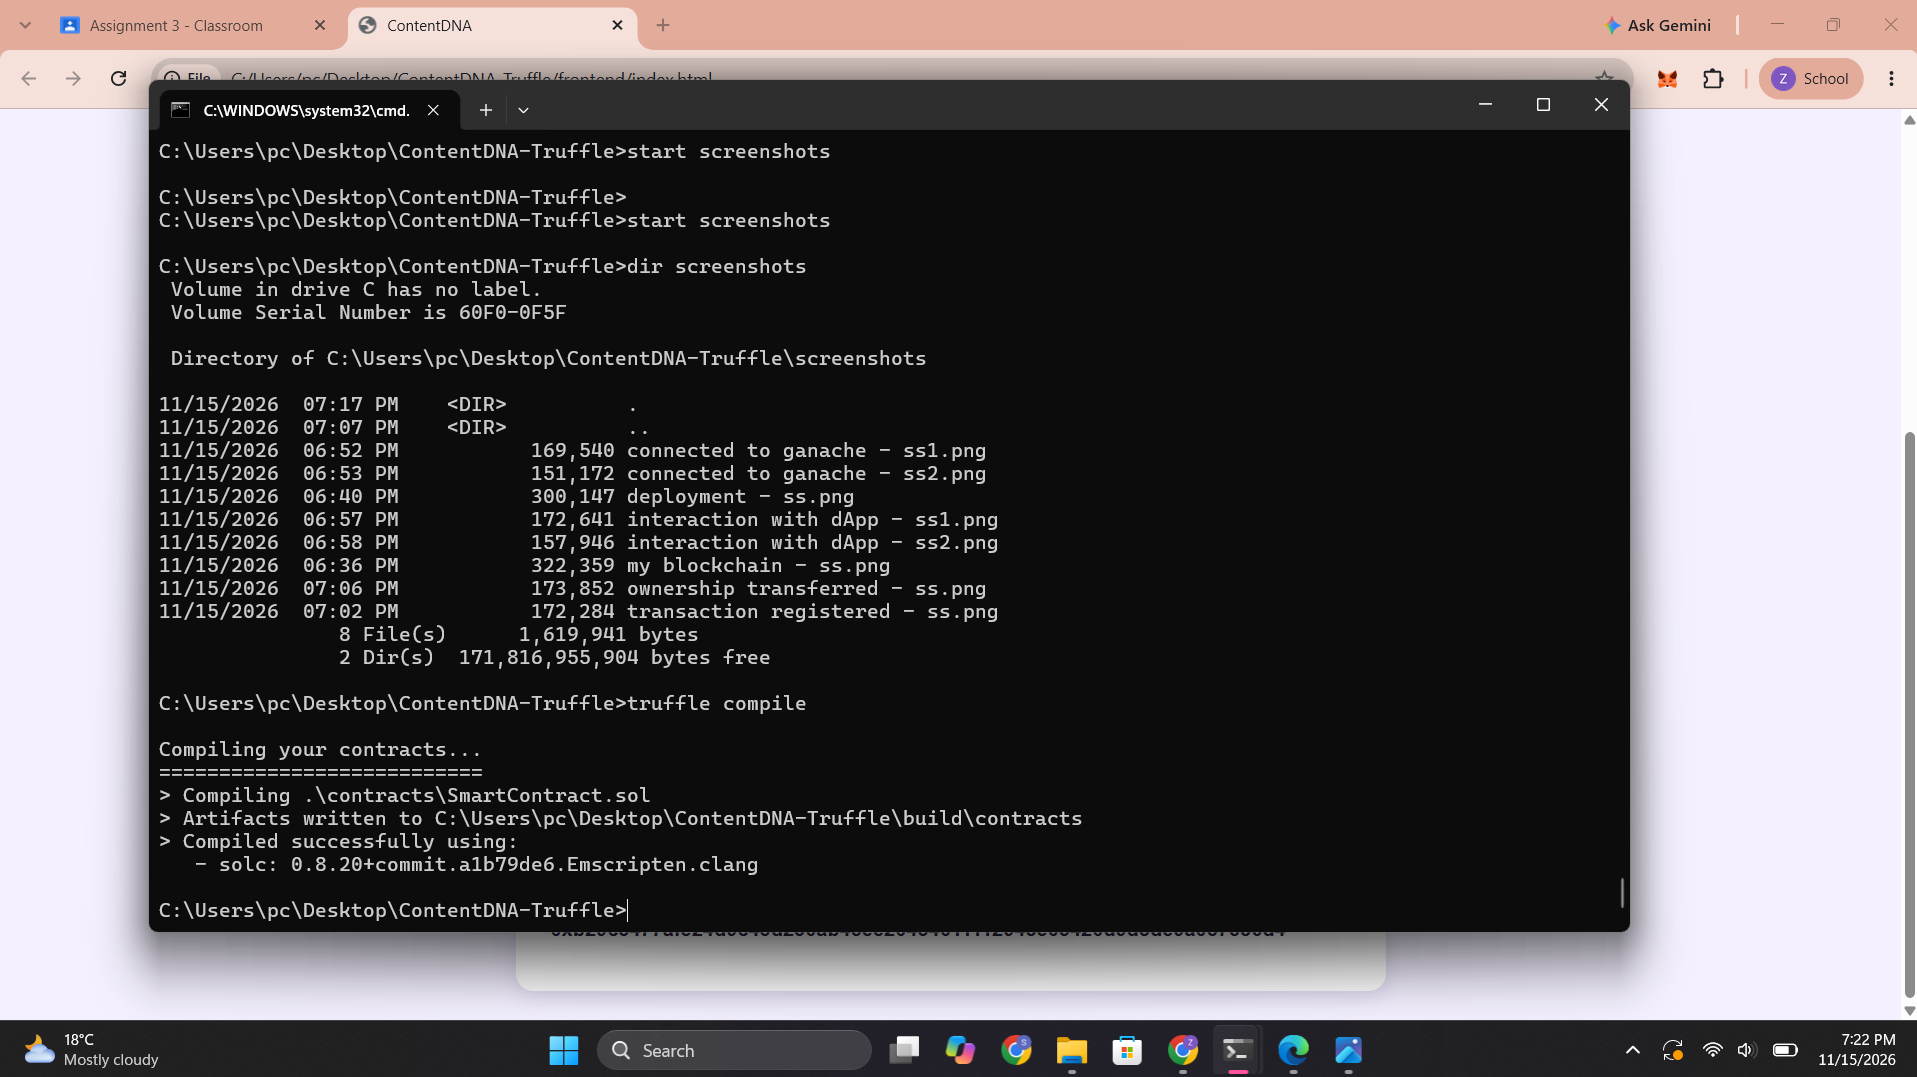 Assignment 3 - Classroom
ContentDNA
Ask Gemini
File
C:/Users/pc/Desktop/ContentDNA-Truffle/frontend/index.html
Z
School
C:\WINDOWS\system32\cmd.
C:\Users\pc\Desktop\ContentDNA-Truffle>start screenshots
C:\Users\pc\Desktop\ContentDNA-Truffle>
C:\Users\pc\Desktop\ContentDNA-Truffle>start screenshots
C:\Users\pc\Desktop\ContentDNA-Truffle>dir screenshots
Volume in drive C has no label.
Volume Serial Number is 60F0-0F5F
Directory of C:\Users\pc\Desktop\ContentDNA-Truffle\screenshots
11/15/2026  07:17 PM    <DIR>          .
11/15/2026  07:07 PM    <DIR>          ..
11/15/2026  06:52 PM           169,540 connected to ganache - ss1.png
11/15/2026  06:53 PM           151,172 connected to ganache - ss2.png
11/15/2026  06:40 PM           300,147 deployment - ss.png
11/15/2026  06:57 PM           172,641 interaction with dApp - ss1.png
11/15/2026  06:58 PM           157,946 interaction with dApp - ss2.png
11/15/2026  06:36 PM           322,359 my blockchain - ss.png
11/15/2026  07:06 PM           173,852 ownership transferred - ss.png
11/15/2026  07:02 PM           172,284 transaction registered - ss.png
8 File(s)      1,619,941 bytes
2 Dir(s)  171,816,955,904 bytes free
C:\Users\pc\Desktop\ContentDNA-Truffle>truffle compile
Compiling your contracts...
===========================
> Compiling .\contracts\SmartContract.sol
> Artifacts written to C:\Users\pc\Desktop\ContentDNA-Truffle\build\contracts
> Compiled successfully using:
- solc: 0.8.20+commit.a1b79de6.Emscripten.clang
C:\Users\pc\Desktop\ContentDNA-Truffle>
18°C
Mostly cloudy
Search
7:22 PM
11/15/2026